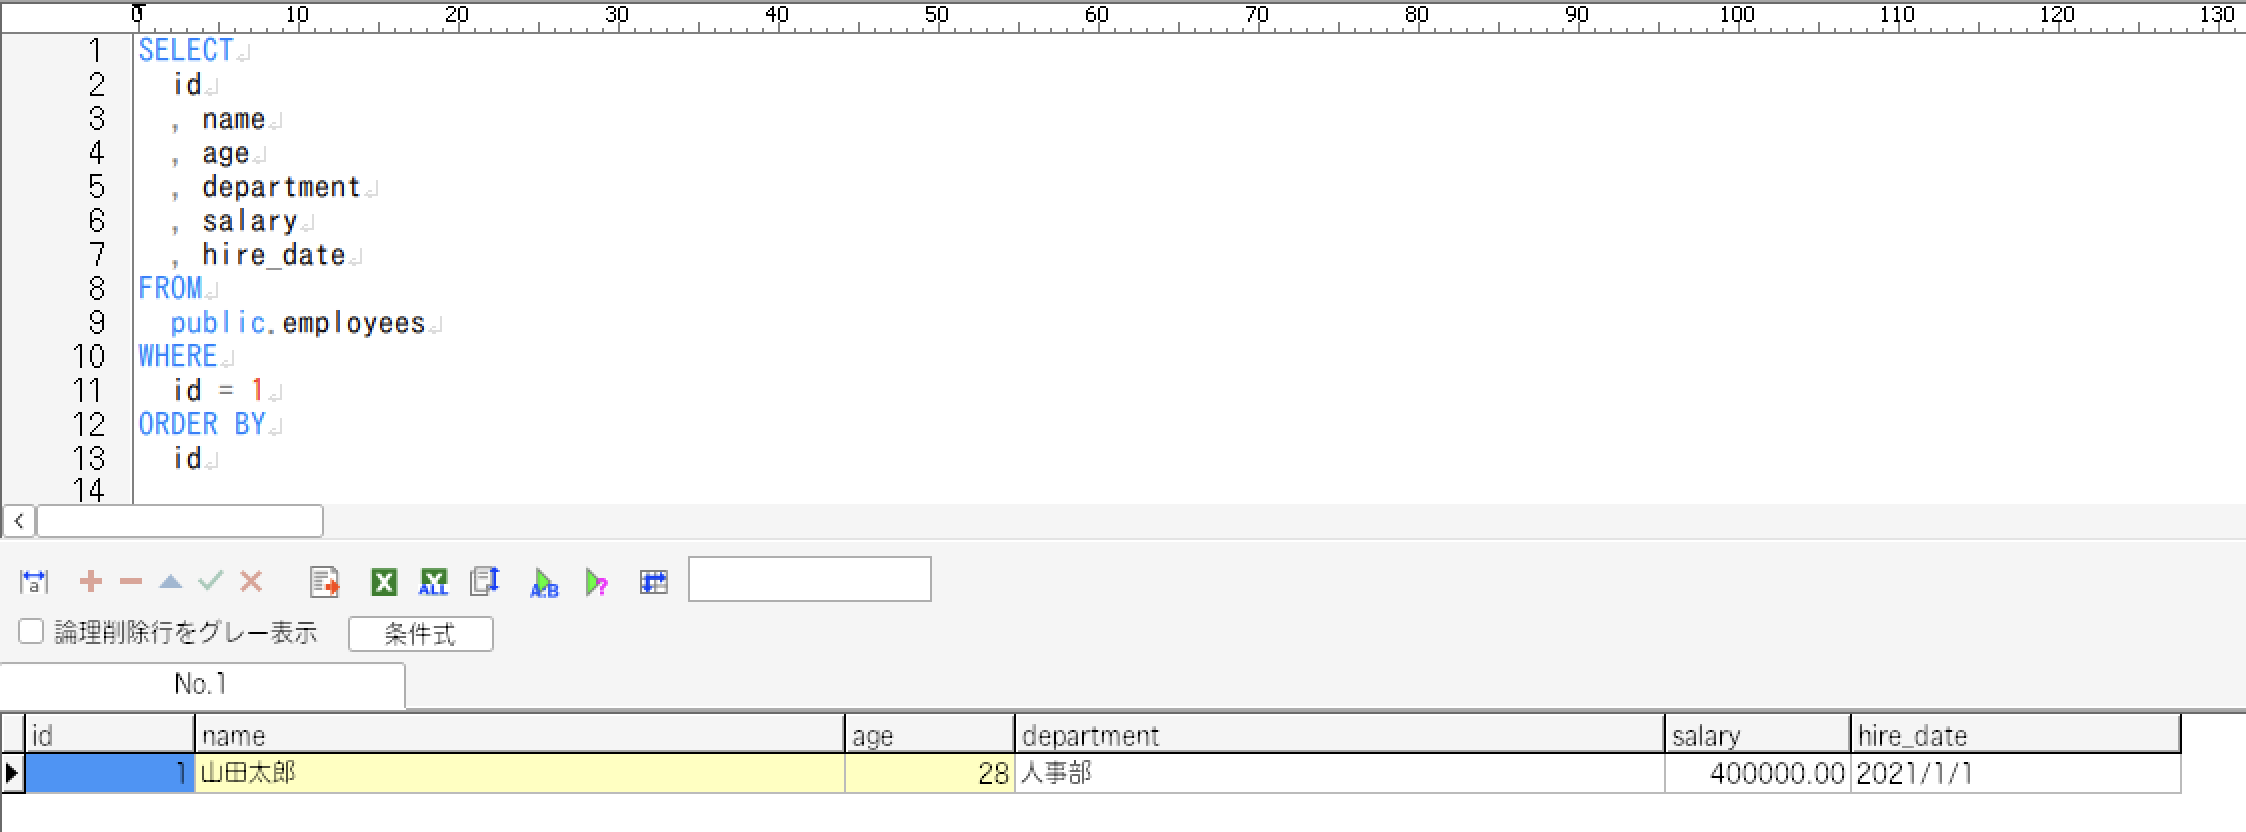 0 10 20 30 40 50 60 70 80 90 100 110 120 130
1 SELECT
2 id
3 , name
4 , age
5 , department
6 , salary
7 , hire_date
8 FROM
9 public.employees
10 WHERE
11 id = 1
12 ORDER BY
13 id
14
a X X ALL A:B ?
論理削除行をグレー表示 条件式
No.1
id name age department salary hire_date
1 山田太郎 28 人事部 400000.00 2021/1/1